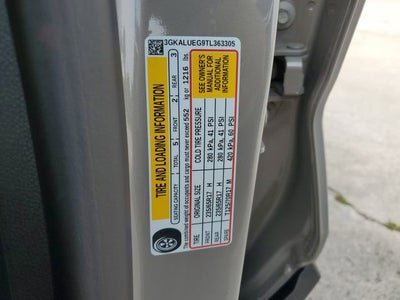 3GKALUEG9TL363305
TIRE AND LOADING INFORMATION
SEATING CAPACITY TOTAL 5 FRONT 2 REAR 3
The combined weight of occupants and cargo must never exceed 552 kg or 1216 lbs.
TIRE ORIGINAL SIZE COLD TIRE PRESSURE
FRONT 235/65R17 H 280 kPa, 41 PSI
REAR 235/65R17 H 280 kPa, 41 PSI
SPARE T125/70R17 M 420 kPa, 60 PSI
SEE OWNER'S
MANUAL FOR
ADDITIONAL
INFORMATION